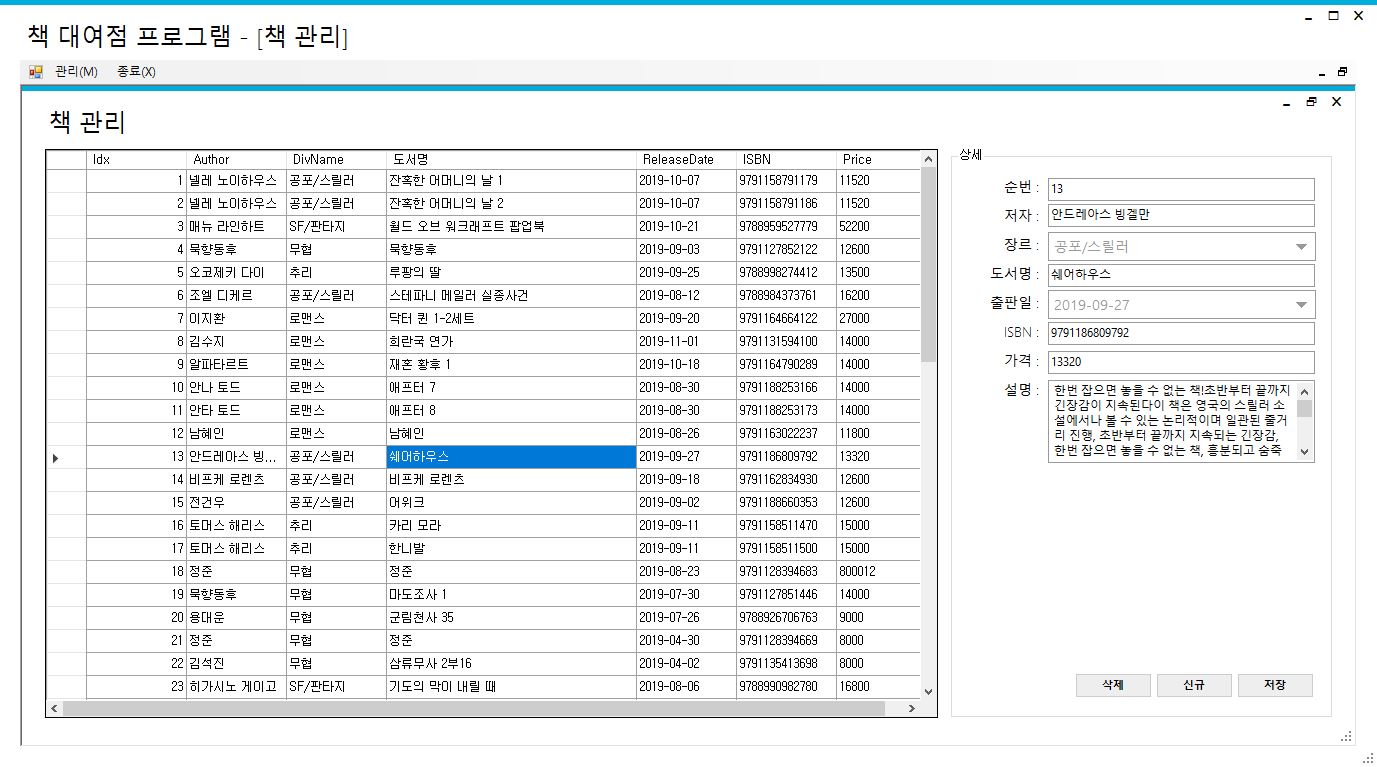 책 대여점 프로그램 - [책 관리]
관리(M) 종료(X)
책 관리
Idx Author DivName 도서명 ReleaseDate ISBN Price
1 넬레 노이하우스 공포/스릴러 잔혹한 어머니의 날 1 2019-10-07 9791158791179 11520
2 넬레 노이하우스 공포/스릴러 잔혹한 어머니의 날 2 2019-10-07 9791158791186 11520
3 매뉴 라인하트 SF/판타지 월드 오브 워크래프트 팝업북 2019-10-21 9788959527779 52200
4 묵향동후 무협 묵향동후 2019-09-03 9791127852122 12600
5 오코제키 다이 추리 루팡의 딸 2019-09-25 9788998274412 13500
6 조엘 디케르 공포/스릴러 스테파니 메일러 실종사건 2019-08-12 9788984373761 16200
7 이지환 로맨스 닥터 퀸 1-2세트 2019-09-20 9791164664122 27000
8 김수지 로맨스 희란국 연가 2019-11-01 9791131594100 14000
9 알파타르트 로맨스 재혼 황후 1 2019-10-18 9791164790289 14000
10 안나 토드 로맨스 애프터 7 2019-08-30 9791188253166 14000
11 안타 토드 로맨스 애프터 8 2019-08-30 9791188253173 14000
12 남혜인 로맨스 남혜인 2019-08-26 9791163022237 11800
13 안드레아스 빙... 공포/스릴러 쉐어하우스 2019-09-27 9791186809792 13320
14 비프케 로렌츠 공포/스릴러 비프케 로렌츠 2019-09-18 9791162834930 12600
15 전건우 공포/스릴러 어위크 2019-09-02 9791188660353 12600
16 토머스 해리스 추리 카리 모라 2019-09-11 9791158511470 15000
17 토머스 해리스 추리 한니발 2019-09-11 9791158511500 15000
18 정준 무협 정준 2019-08-23 9791128394683 800012
19 묵향동후 무협 마도조사 1 2019-07-30 9791127851446 14000
20 용대운 무협 군림천사 35 2019-07-26 9788926706763 9000
21 정준 무협 정준 2019-04-30 9791128394669 8000
22 김석진 무협 삼류무사 2부16 2019-04-02 9791135413698 8000
23 히가시노 게이고 SF/판타지 기도의 막이 내릴 때 2019-08-06 9788990982780 16800
상세
순번 : 13
저자 : 안드레아스 빙겔만
장르 : 공포/스릴러
도서명 : 쉐어하우스
출판일 : 2019-09-27
ISBN : 9791186809792
가격 : 13320
설명 : 한번 잡으면 놓을 수 없는 책!초반부터 끝까지
긴장감이 지속된다이 책은 영국의 스릴러 소
설에서나 볼 수 있는 논리적이며 일관된 줄거
리 진행, 초반부터 끝까지 지속되는 긴장감,
한번 잡으면 놓을 수 없는 책, 흥분되고 숨죽
삭제 신규 저장